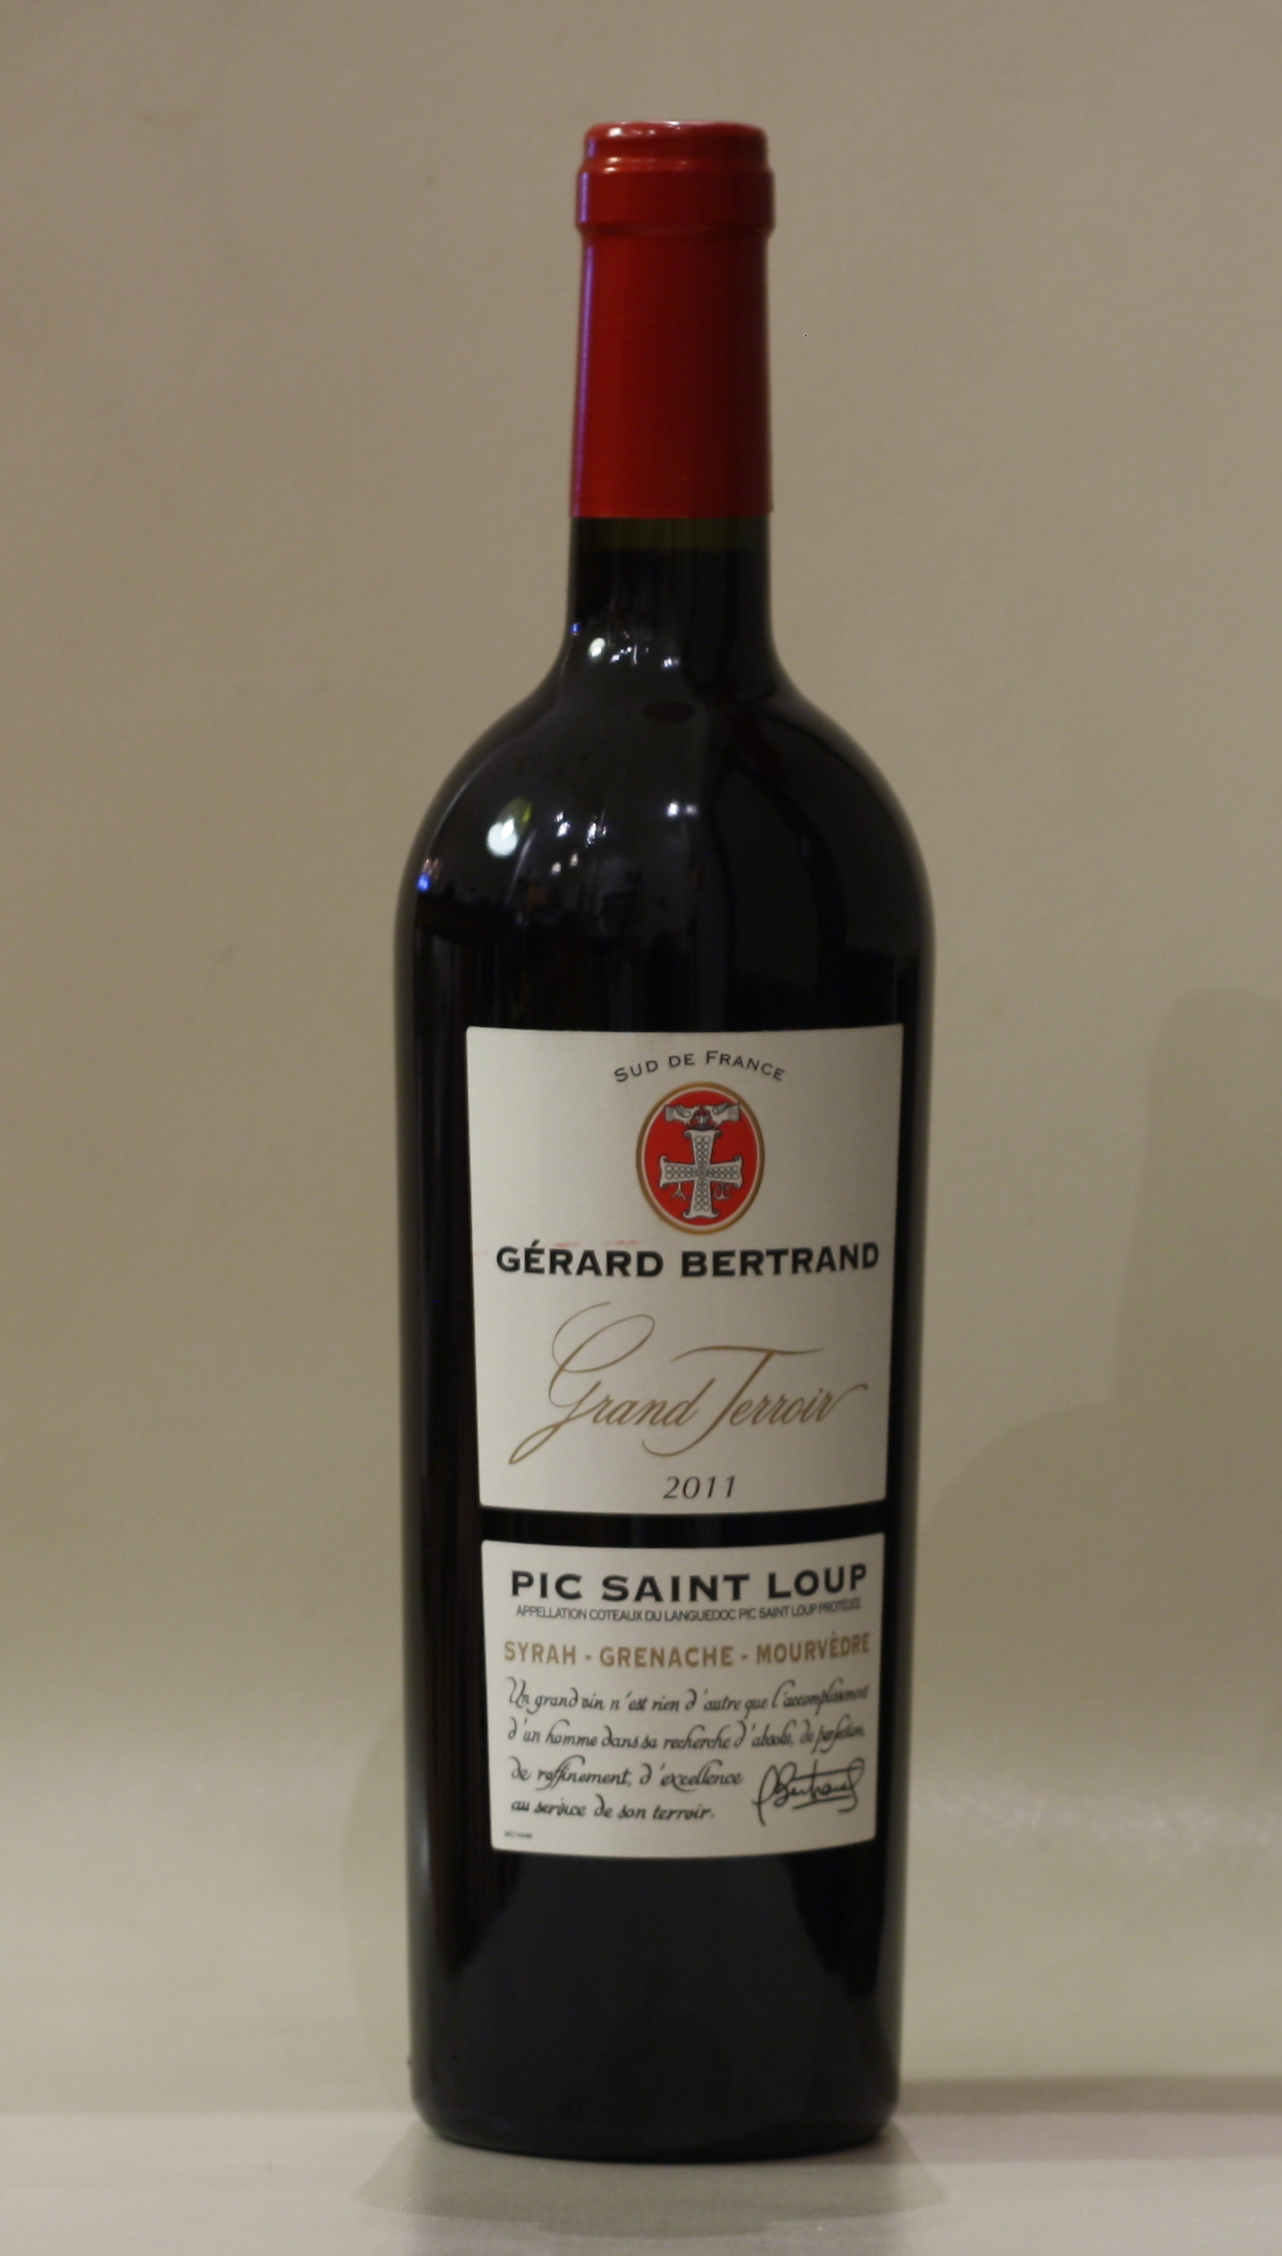 SUD DE FRANCE
GÉRARD BERTRAND
Grand Terroir
2011
PIC SAINT LOUP
APPELLATION COTEAUX DU LANGUEDOC PIC SAINT LOUP PROTÉGÉE
SYRAH - GRENACHE - MOURVÈDRE
Un grand vin n'est rien d'autre que l'accomplissement
d'un homme dans sa recherche d'absolu, de perfection,
de raffinement, d'excellence
au service de son terroir.
Bertrand